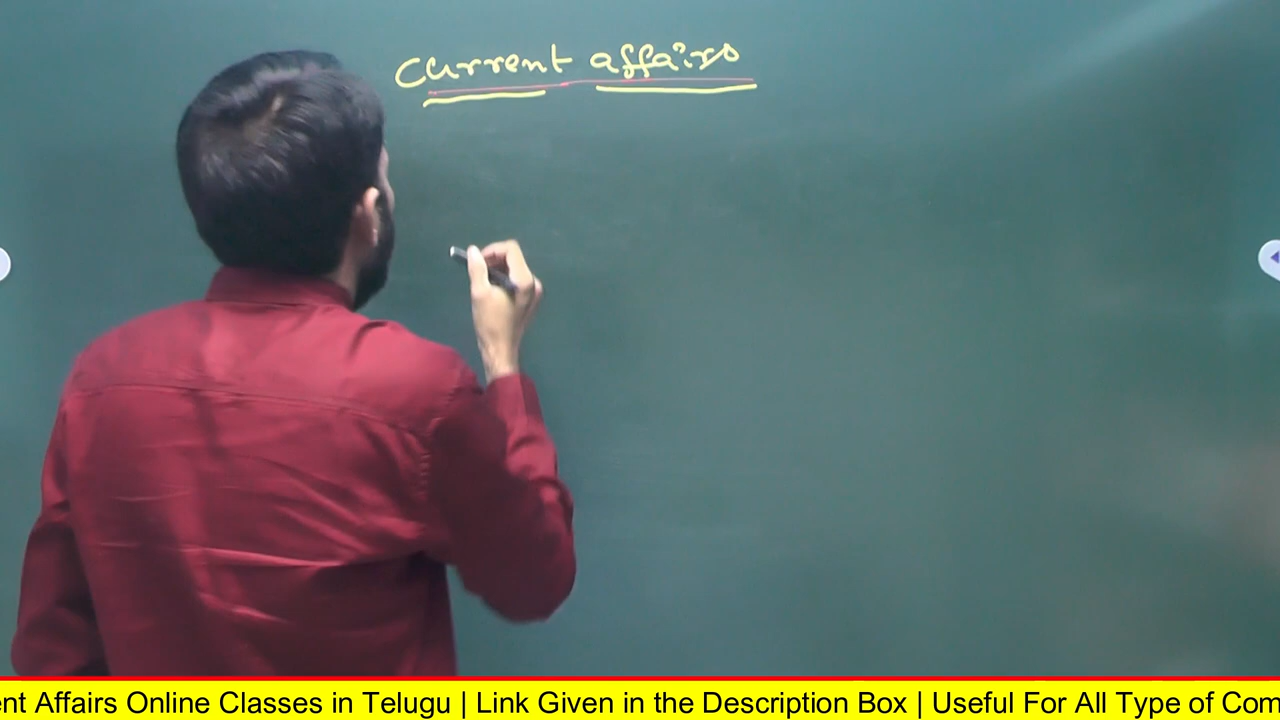 Current affairs
nt Affairs Online Classes in Telugu | Link Given in the Description Box | Useful For All Type of Com